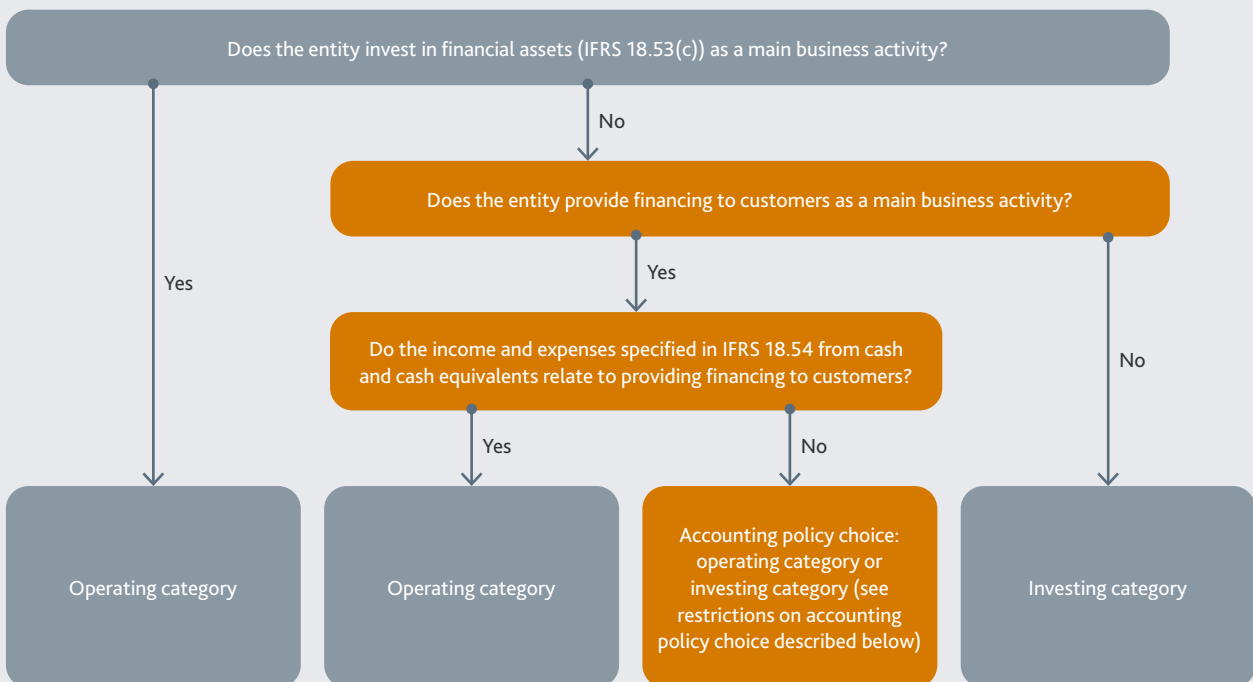 Does the entity invest in financial assets (IFRS 18.53(c)) as a main business activity?
No
Does the entity provide financing to customers as a main business activity?
Yes
Yes
Do the income and expenses specified in IFRS 18.54 from cash
and cash equivalents relate to providing financing to customers?
No
Yes
No
Operating category
Operating category
Accounting policy choice:
operating category or
investing category (see
restrictions on accounting
policy choice described below)
Investing category